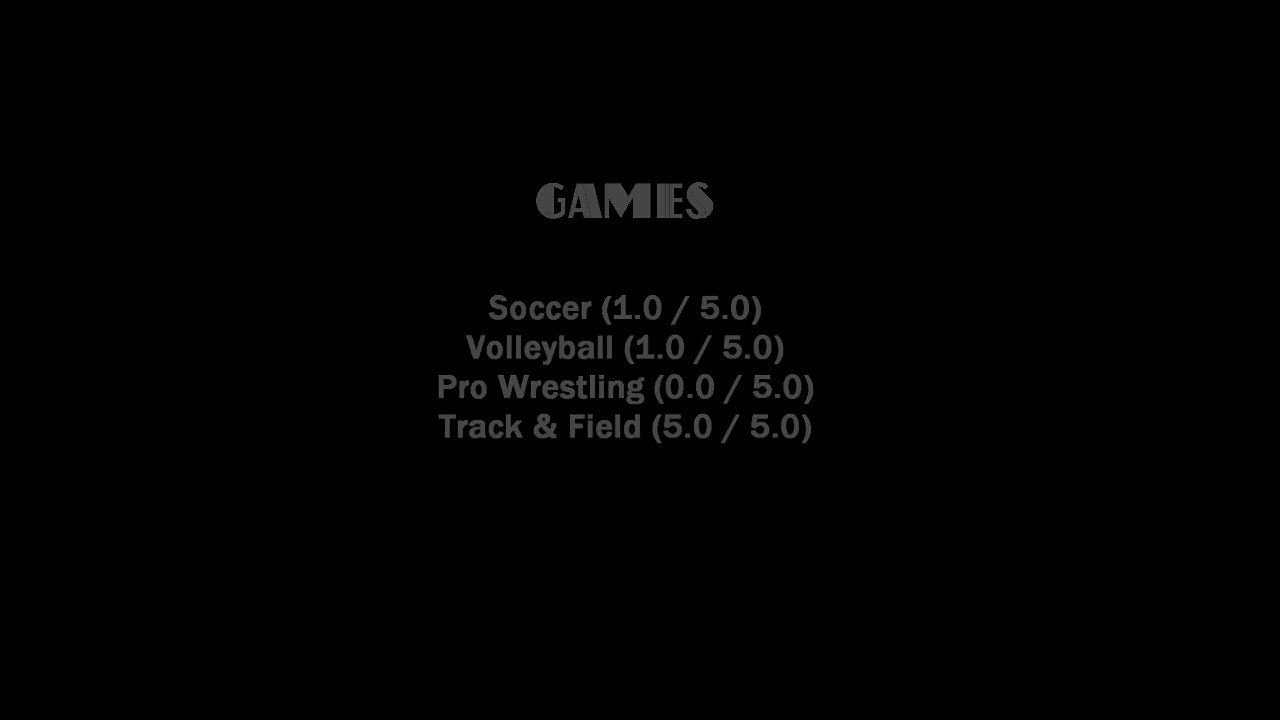 GAMES
Soccer (1.0 / 5.0)
Volleyball (1.0 / 5.0)
Pro Wrestling (0.0 / 5.0)
Track & Field (5.0 / 5.0)